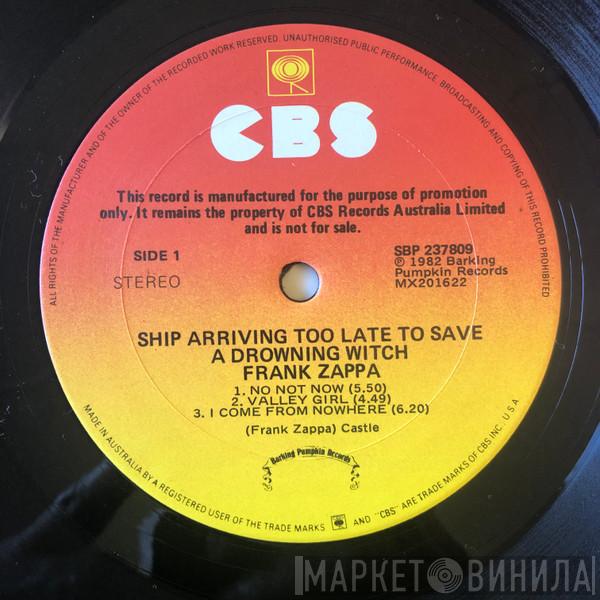 ALL RIGHTS OF THE MANUFACTURER AND OF THE OWNER OF THE RECORDED WORK RESERVED. UNAUTHORISED PUBLIC PERFORMANCE, BROADCASTING AND COPYING OF THIS RECORD PROHIBITED
CBS
This record is manufactured for the purpose of promotion
only. It remains the property of CBS Records Australia Limited
and is not for sale.
SIDE 1
STEREO
SBP 237809
℗ 1982 Barking
Pumpkin Records
MX201622
SHIP ARRIVING TOO LATE TO SAVE
A DROWNING WITCH
FRANK ZAPPA
1. NO NOT NOW (5.50)
2. VALLEY GIRL (4.49)
3. I COME FROM NOWHERE (6.20)
(Frank Zappa) Castle
Barking Pumpkin Records
MADE IN AUSTRALIA BY A REGISTERED USER OF THE TRADE MARKS AND "CBS" ARE TRADE MARKS OF CBS INC. U S A
МАРКЕТ ВИНИЛА